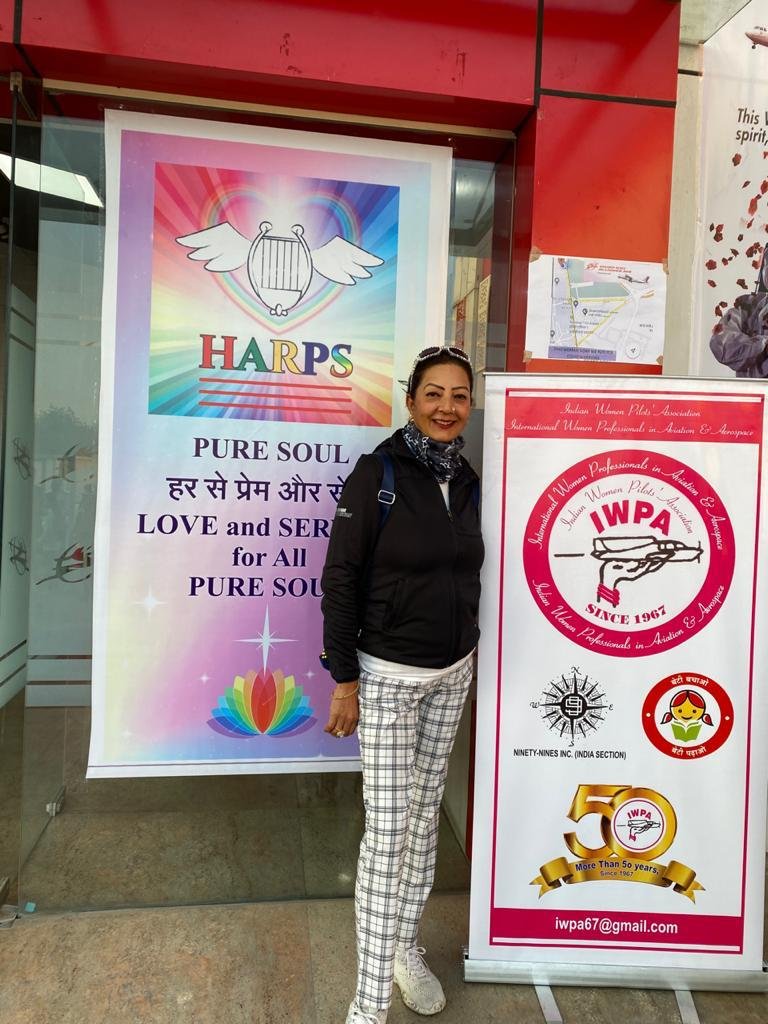 HARPS
PURE SOUL
हर से प्रेम और
LOVE and
for All
PURE
This
spirit,
Indian Women Pilots' Association
International Women Professionals in Aviation & Aerospace
International Women Professionals in Aviation & Aerospace
Indian Women Pilots' Association
IWPA
SINCE 1967
Indian Women Professionals in Aviation & Aerospace
N
W
E
S
99
NINETY-NINES INC. (INDIA SECTION)
बेटी बचाओ
बेटी पढ़ाओ
50
IWPA
More Than 50 years,
Since 1967
iwpa67@gmail.com